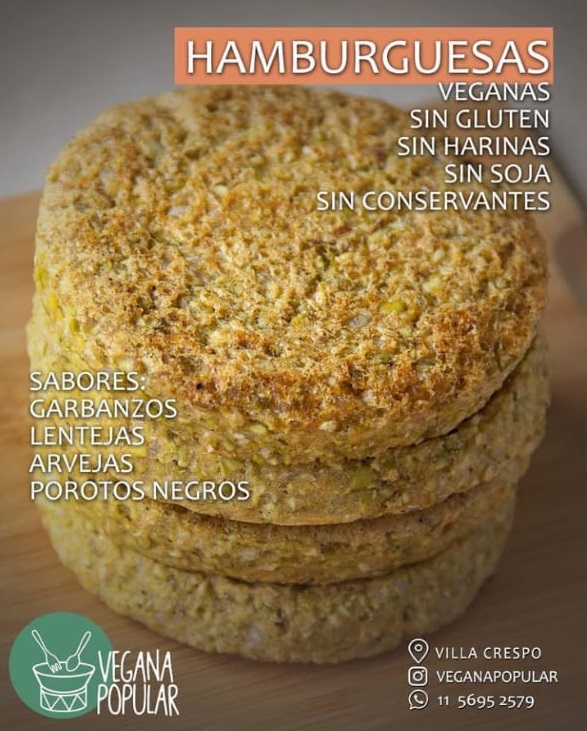 HAMBURGUESAS
VEGANAS
SIN GLUTEN
SIN HARINAS
SIN SOJA
SIN CONSERVANTES
SABORES:
GARBANZOS
LENTEJAS
ARVEJAS
POROTOS NEGROS
VEGANA
POPULAR
VILLA CRESPO
VEGANAPOPULAR
11 5695 2579